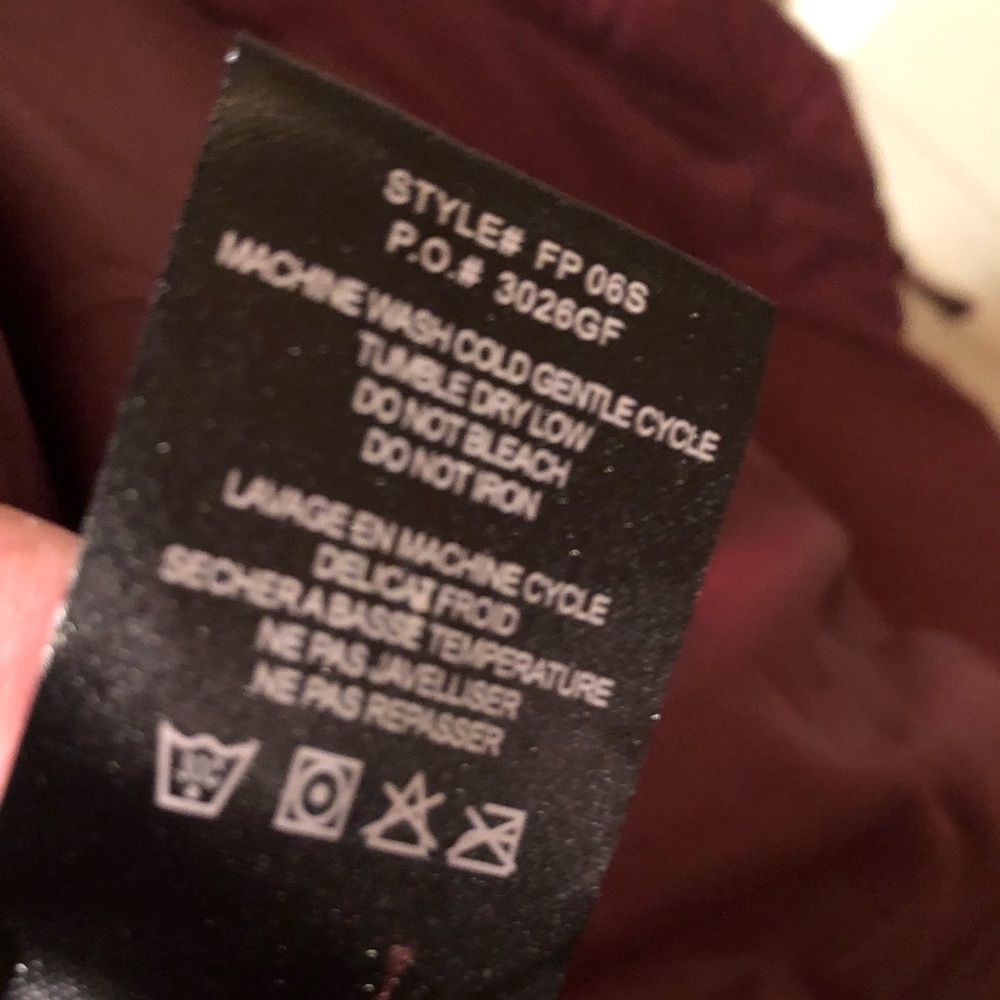 STYLE# FP 06S
P.O.# 3026GF
MACHINE WASH COLD GENTLE CYCLE
TUMBLE DRY LOW
DO NOT BLEACH
DO NOT IRON
LAVAGE EN MACHINE CYCLE
DELICAT FROID
SECHER A BASSE TEMPERATURE
NE PAS JAVELLISER
NE PAS REPASSER